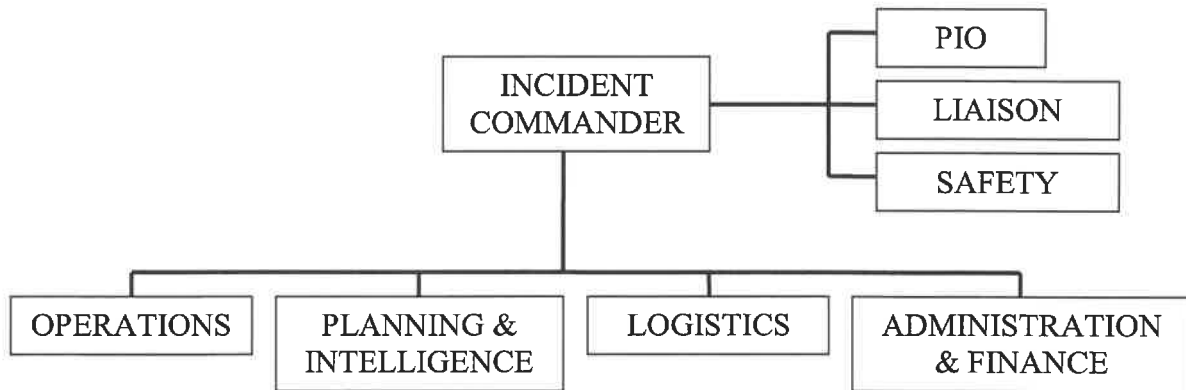 PIO
INCIDENT
COMMANDER
LIAISON
SAFETY
OPERATIONS
PLANNING &
INTELLIGENCE
LOGISTICS
ADMINISTRATION
& FINANCE